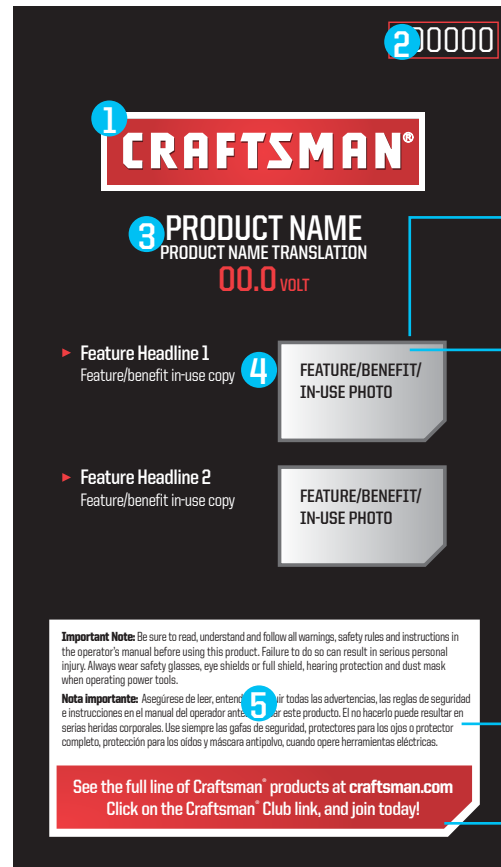 2
00000
1
CRAFTSMAN®
3
PRODUCT NAME
PRODUCT NAME TRANSLATION
00.0 VOLT
Feature Headline 1
Feature/benefit in-use copy
4
FEATURE/BENEFIT/
IN-USE PHOTO
Feature Headline 2
Feature/benefit in-use copy
FEATURE/BENEFIT/
IN-USE PHOTO
Important Note: Be sure to read, understand and follow all warnings, safety rules and instructions in
the operator's manual before using this product. Failure to do so can result in serious personal
injury. Always wear safety glasses, eye shields or full shield, hearing protection and dust mask
when operating power tools.
Nota importante: Asegúrese de leer, todas las advertencias, las reglas de seguridad
e instrucciones en el manual del operador este producto. El no hacerlo puede resultar en
serias heridas corporales. Use siempre las gafas de seguridad, protectores para los ojos o protector
completo, protección para los oídos y máscara antipolvo, cuando opere herramientas eléctricas.
5
See the full line of Craftsman® products at craftsman.com
Click on the Craftsman® Club link, and join today!